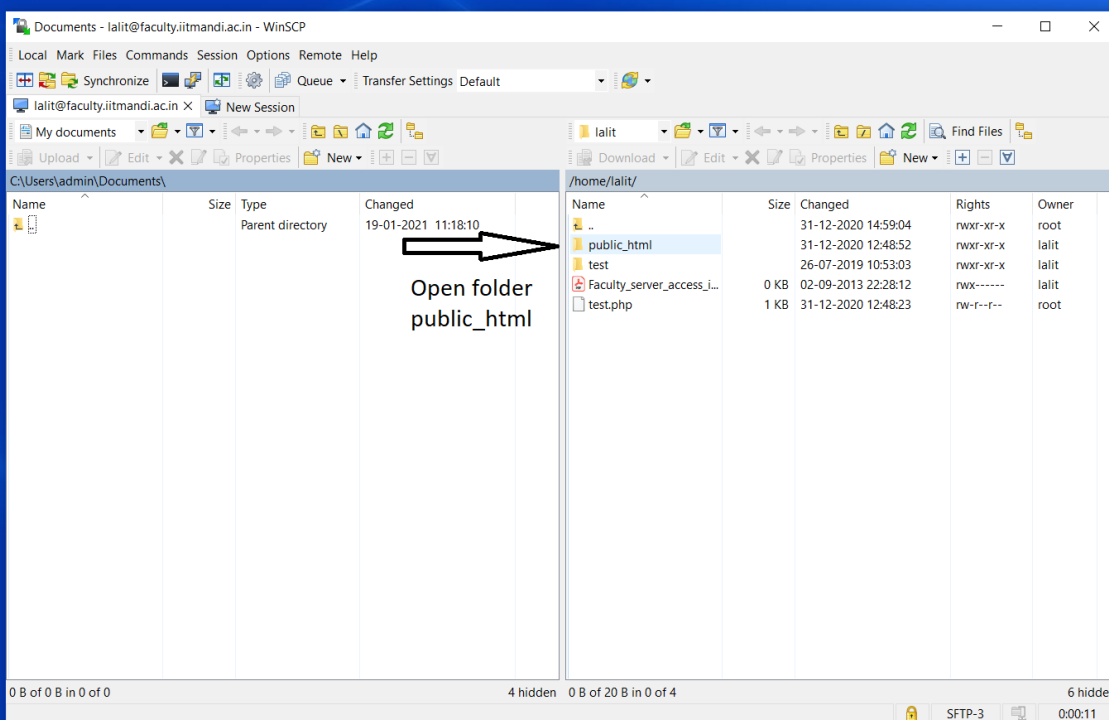 Documents - lalit@faculty.iitmandi.ac.in - WinSCP
Local Mark Files Commands Session Options Remote Help
Synchronize Queue Transfer Settings Default
lalit@faculty.iitmandi.ac.in New Session
My documents lalit Find Files
Upload Edit Properties New Download Edit Properties New
C:\Users\admin\Documents\ /home/lalit/
Name Size Type Changed Name Size Changed Rights Owner
.. Parent directory 19-01-2021 11:18:10 .. 31-12-2020 14:59:04 rwxr-xr-x root
public_html 31-12-2020 12:48:52 rwxr-xr-x lalit
test 26-07-2019 10:53:03 rwxr-xr-x lalit
Open folder
public_html
Faculty_server_access_i... 0 KB 02-09-2013 22:28:12 rwx------ lalit
test.php 1 KB 31-12-2020 12:48:23 rw-r--r-- root
0 B of 0 B in 0 of 0 4 hidden 0 B of 20 B in 0 of 4 6 hidde
SFTP-3 0:00:11